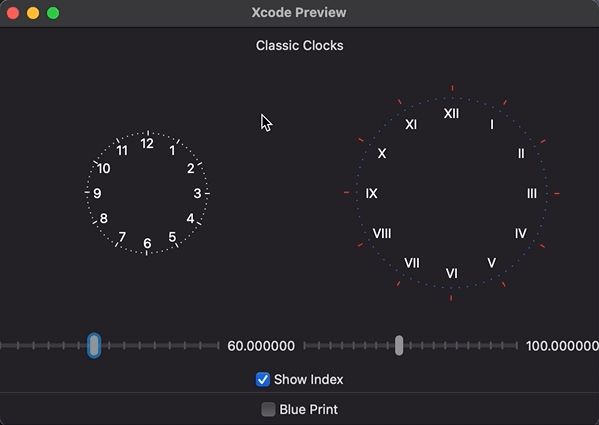 Xcode Preview
Classic Clocks
12
1
2
3
4
5
6
7
8
9
10
11
XII
I
II
III
IV
V
VI
VII
VIII
IX
X
XI
60.000000 100.000000
Show Index
Blue Print